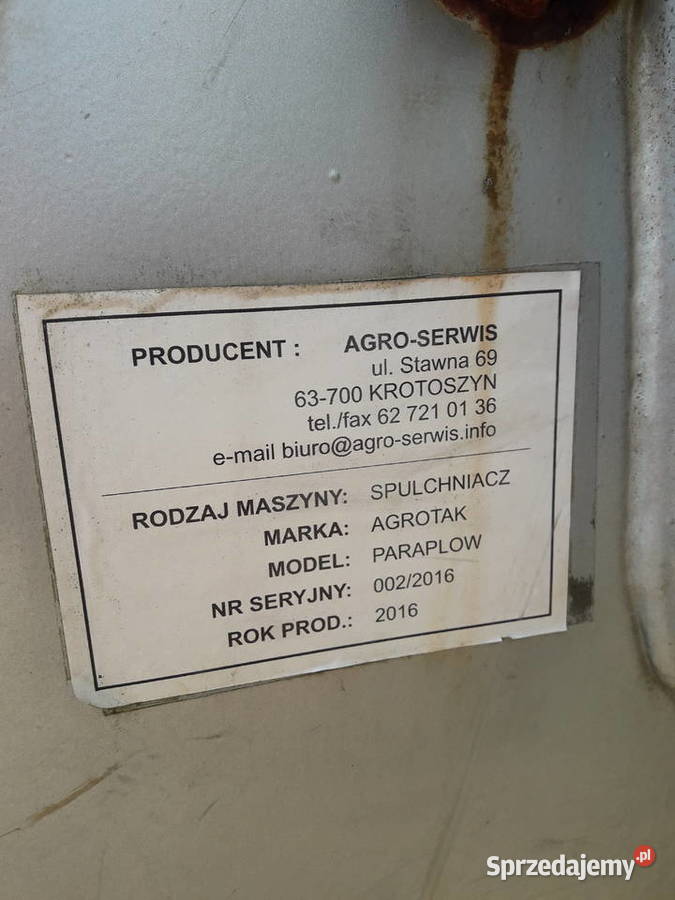 PRODUCENT : AGRO-SERWIS
ul. Stawna 69
63-700 KROTOSZYN
tel./fax 62 721 01 36
e-mail biuro@agro-serwis.info
RODZAJ MASZYNY: SPULCHNIACZ
MARKA: AGROTAK
MODEL: PARAPLOW
NR SERYJNY: 002/2016
ROK PROD.: 2016
Sprzedajemy.pl